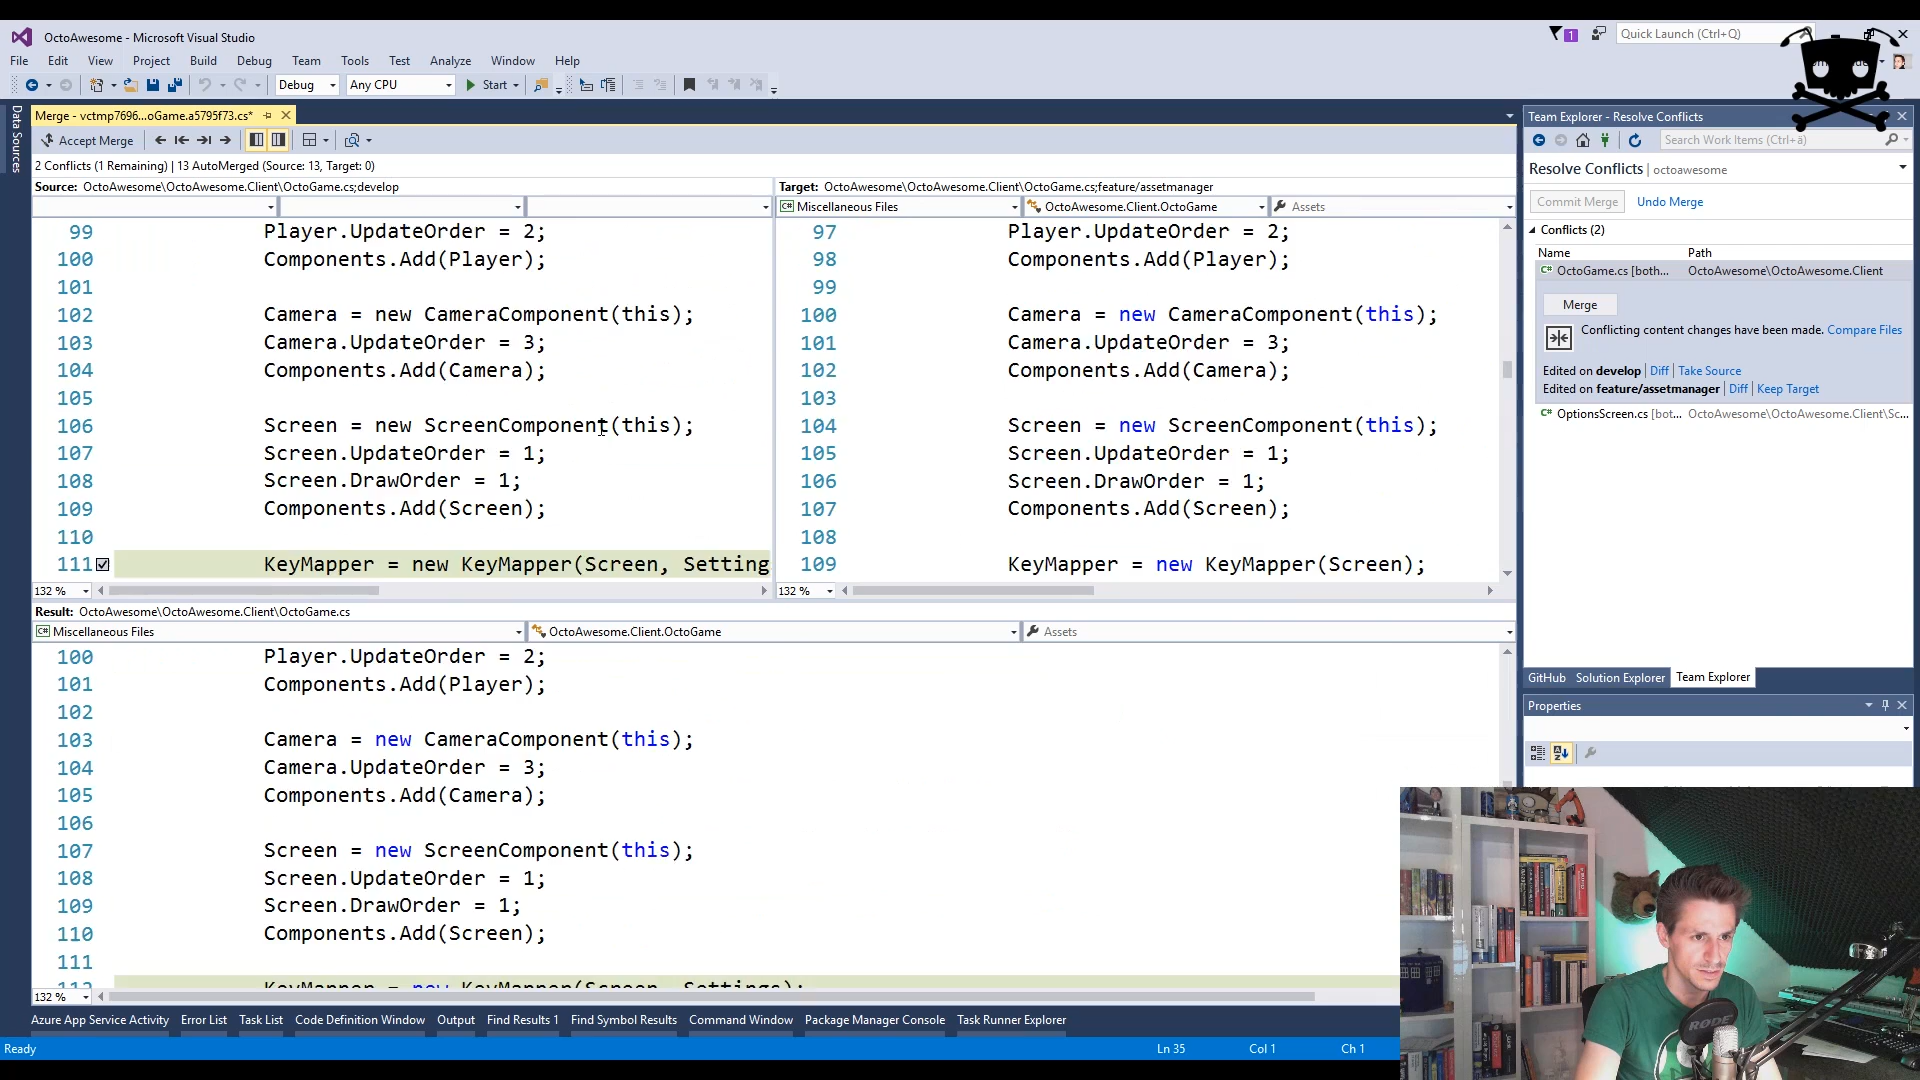 OctoAwesome - Microsoft Visual Studio
1
Quick Launch (Ctrl+Q)
File Edit View Project Build Debug Team Tools Test Analyze Window Help
Debug Any CPU Start
Data Sources
Merge - vctmp7696...oGame.a5795f73.cs*
Accept Merge
2 Conflicts (1 Remaining) | 13 AutoMerged (Source: 13, Target: 0)
Source: OctoAwesome\OctoAwesome.Client\OctoGame.cs;develop
99 Player.UpdateOrder = 2;
100 Components.Add(Player);
101
102 Camera = new CameraComponent(this);
103 Camera.UpdateOrder = 3;
104 Components.Add(Camera);
105
106 Screen = new ScreenComponent(this);
107 Screen.UpdateOrder = 1;
108 Screen.DrawOrder = 1;
109 Components.Add(Screen);
110
111 KeyMapper = new KeyMapper(Screen, Setting
132 %
Target: OctoAwesome\OctoAwesome.Client\OctoGame.cs;feature/assetmanager
Miscellaneous Files OctoAwesome.Client.OctoGame Assets
97 Player.UpdateOrder = 2;
98 Components.Add(Player);
99
100 Camera = new CameraComponent(this);
101 Camera.UpdateOrder = 3;
102 Components.Add(Camera);
103
104 Screen = new ScreenComponent(this);
105 Screen.UpdateOrder = 1;
106 Screen.DrawOrder = 1;
107 Components.Add(Screen);
108
109 KeyMapper = new KeyMapper(Screen);
132 %
Result: OctoAwesome\OctoAwesome.Client\OctoGame.cs
Miscellaneous Files OctoAwesome.Client.OctoGame Assets
100 Player.UpdateOrder = 2;
101 Components.Add(Player);
102
103 Camera = new CameraComponent(this);
104 Camera.UpdateOrder = 3;
105 Components.Add(Camera);
106
107 Screen = new ScreenComponent(this);
108 Screen.UpdateOrder = 1;
109 Screen.DrawOrder = 1;
110 Components.Add(Screen);
111
112 KeyMapper = new KeyMapper(Screen, Settings);
132 %
Team Explorer - Resolve Conflicts
Search Work Items (Ctrl+ä)
Resolve Conflicts | octoawesome
Commit Merge Undo Merge
Conflicts (2)
Name Path
OctoGame.cs [both... OctoAwesome\OctoAwesome.Client
Merge
Conflicting content changes have been made. Compare Files
Edited on develop | Diff | Take Source
Edited on feature/assetmanager | Diff | Keep Target
OptionsScreen.cs [bot... OctoAwesome\OctoAwesome.Client\Sc...
GitHub Solution Explorer Team Explorer
Properties
Azure App Service Activity Error List Task List Code Definition Window Output Find Results 1 Find Symbol Results Command Window Package Manager Console Task Runner Explorer
Ready Ln 35 Col 1 Ch 1
RØDE